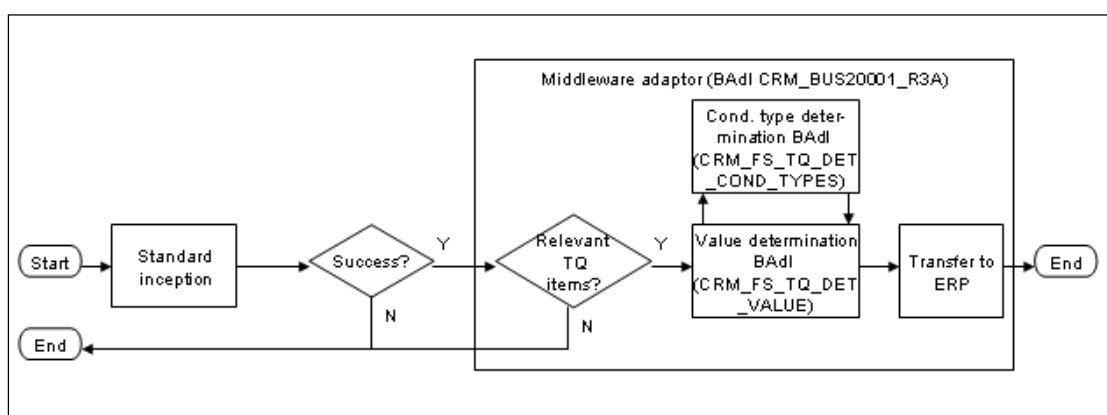 Middleware adaptor (BAdI CRM_BUS20001_R3A)
Cond. type deter-
mination BAdI
(CRM_FS_TQ_DET
_COND_TYPES)
Start
Standard
inception
Success?
Y
Relevant
TQ
items?
Y
Value determination
BAdI
(CRM_FS_TQ_DET
_VALUE)
Transfer to
ERP
End
N
N
End